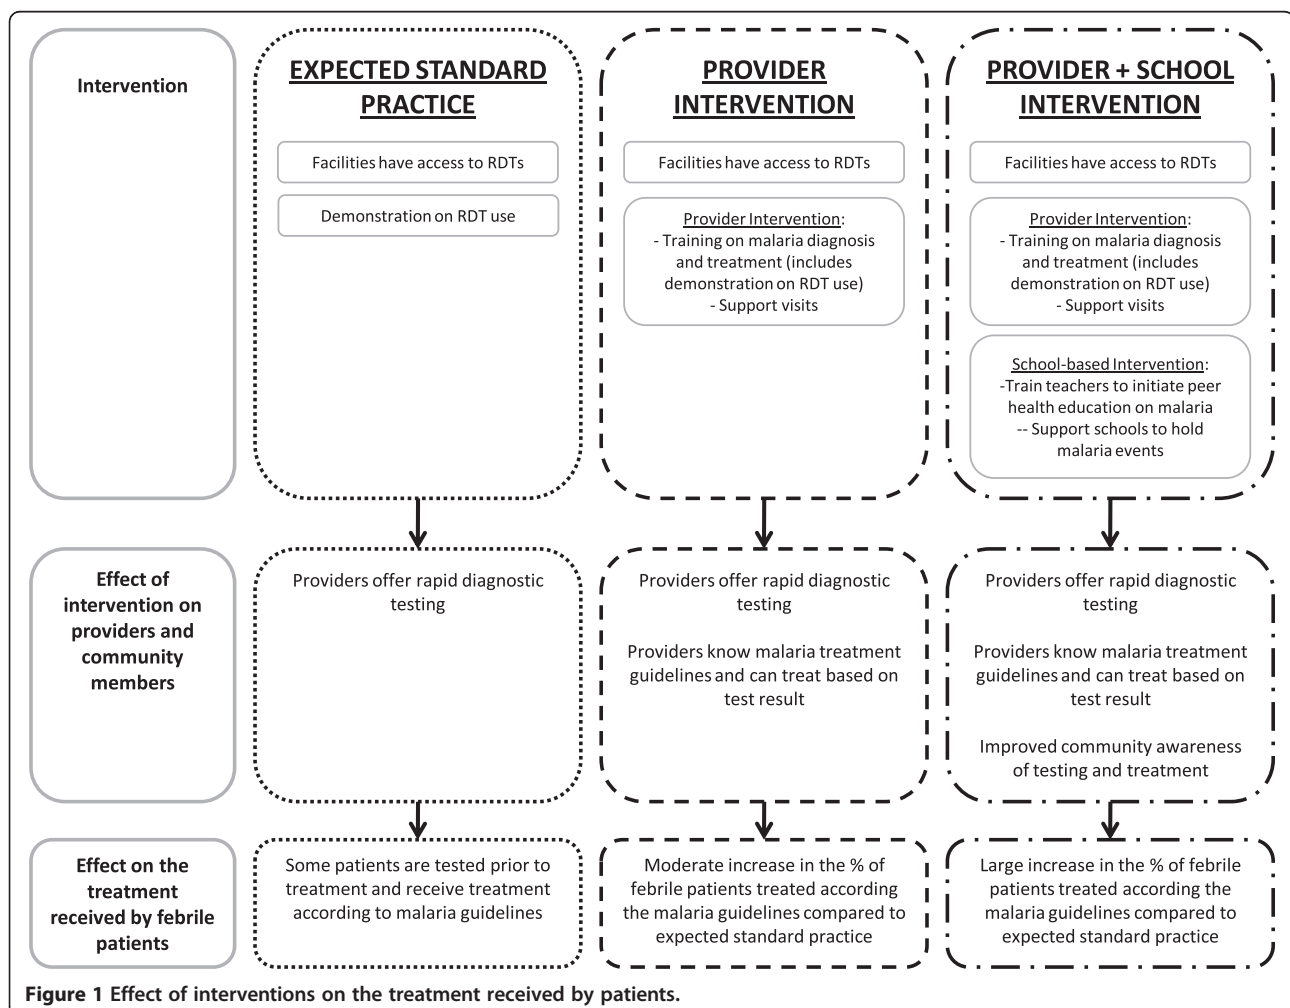 Intervention
EXPECTED STANDARD
PRACTICE
Facilities have access to RDTs
Demonstration on RDT use
PROVIDER
INTERVENTION
Facilities have access to RDTs
Provider Intervention:
- Training on malaria diagnosis
and treatment (includes
demonstration on RDT use)
- Support visits
PROVIDER + SCHOOL
INTERVENTION
Facilities have access to RDTs
Provider Intervention:
- Training on malaria diagnosis
and treatment (includes
demonstration on RDT use)
- Support visits
School-based Intervention:
-Train teachers to initiate peer
health education on malaria
-- Support schools to hold
malaria events
Effect of
intervention on
providers and
community
members
Providers offer rapid diagnostic
testing
Providers offer rapid diagnostic
testing
Providers know malaria treatment
guidelines and can treat based on
test result
Providers offer rapid diagnostic
testing
Providers know malaria treatment
guidelines and can treat based on
test result
Improved community awareness
of testing and treatment
Effect on the
treatment
received by febrile
patients
Some patients are tested prior to
treatment and receive treatment
according to malaria guidelines
Moderate increase in the % of
febrile patients treated according
the malaria guidelines compared to
expected standard practice
Large increase in the % of febrile
patients treated according the
malaria guidelines compared to
expected standard practice
Figure 1 Effect of interventions on the treatment received by patients.